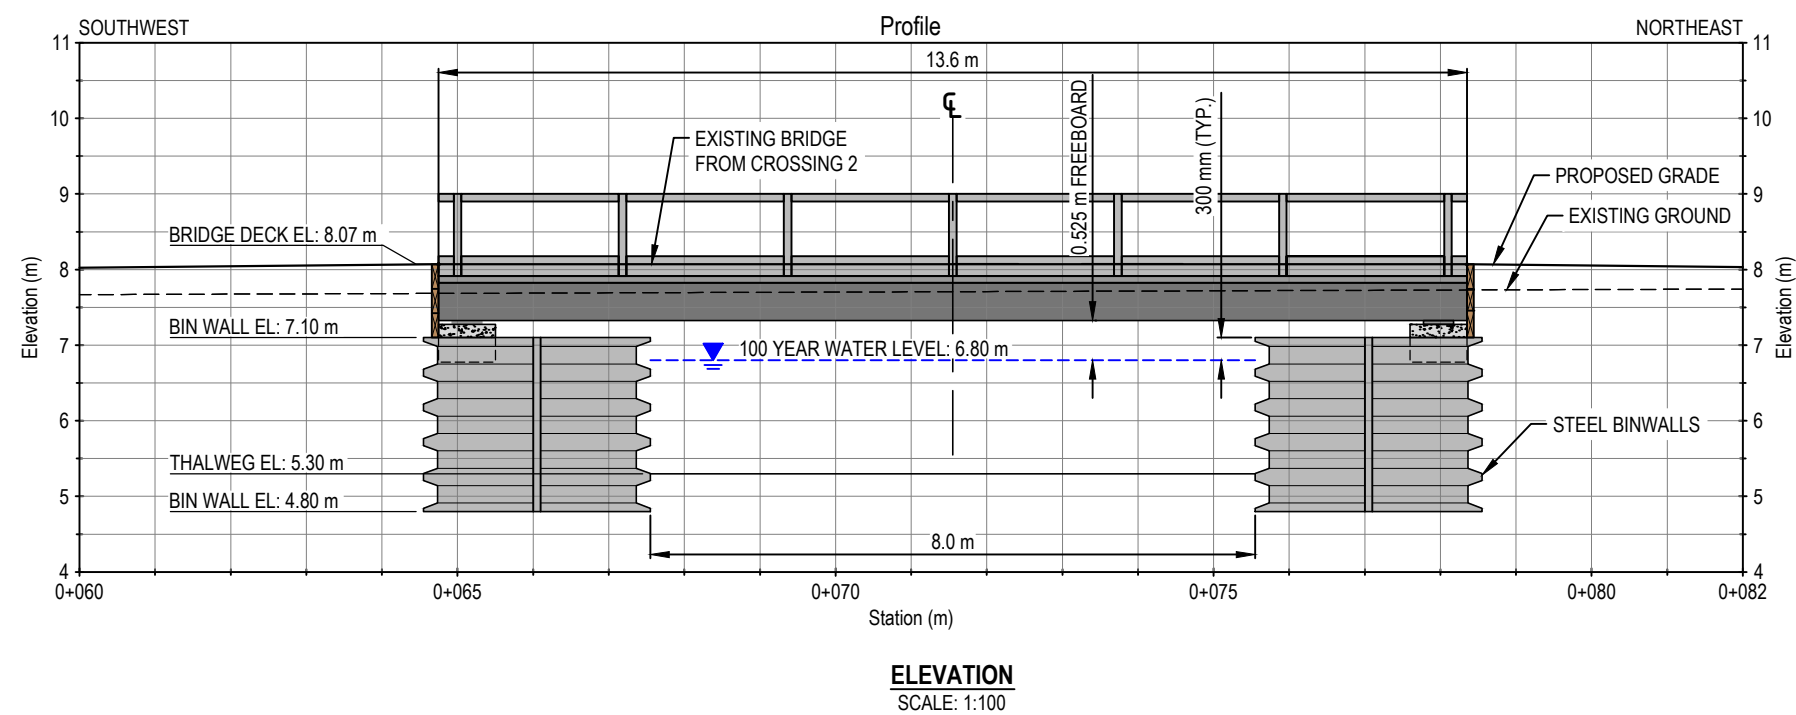 SOUTHWEST
Profile
NORTHEAST
11
11
13.6 m
℄
10
10
EXISTING BRIDGE
FROM CROSSING 2
0.525 m FREEBOARD
300 mm (TYP.)
PROPOSED GRADE
9
9
EXISTING GROUND
BRIDGE DECK EL: 8.07 m
8
8
Elevation (m)
Elevation (m)
BIN WALL EL: 7.10 m
7
7
100 YEAR WATER LEVEL: 6.80 m
6
6
STEEL BINWALLS
THALWEG EL: 5.30 m
5
5
BIN WALL EL: 4.80 m
8.0 m
4
4
0+060
0+065
0+070
0+075
0+080
0+082
Station (m)
ELEVATION
SCALE: 1:100